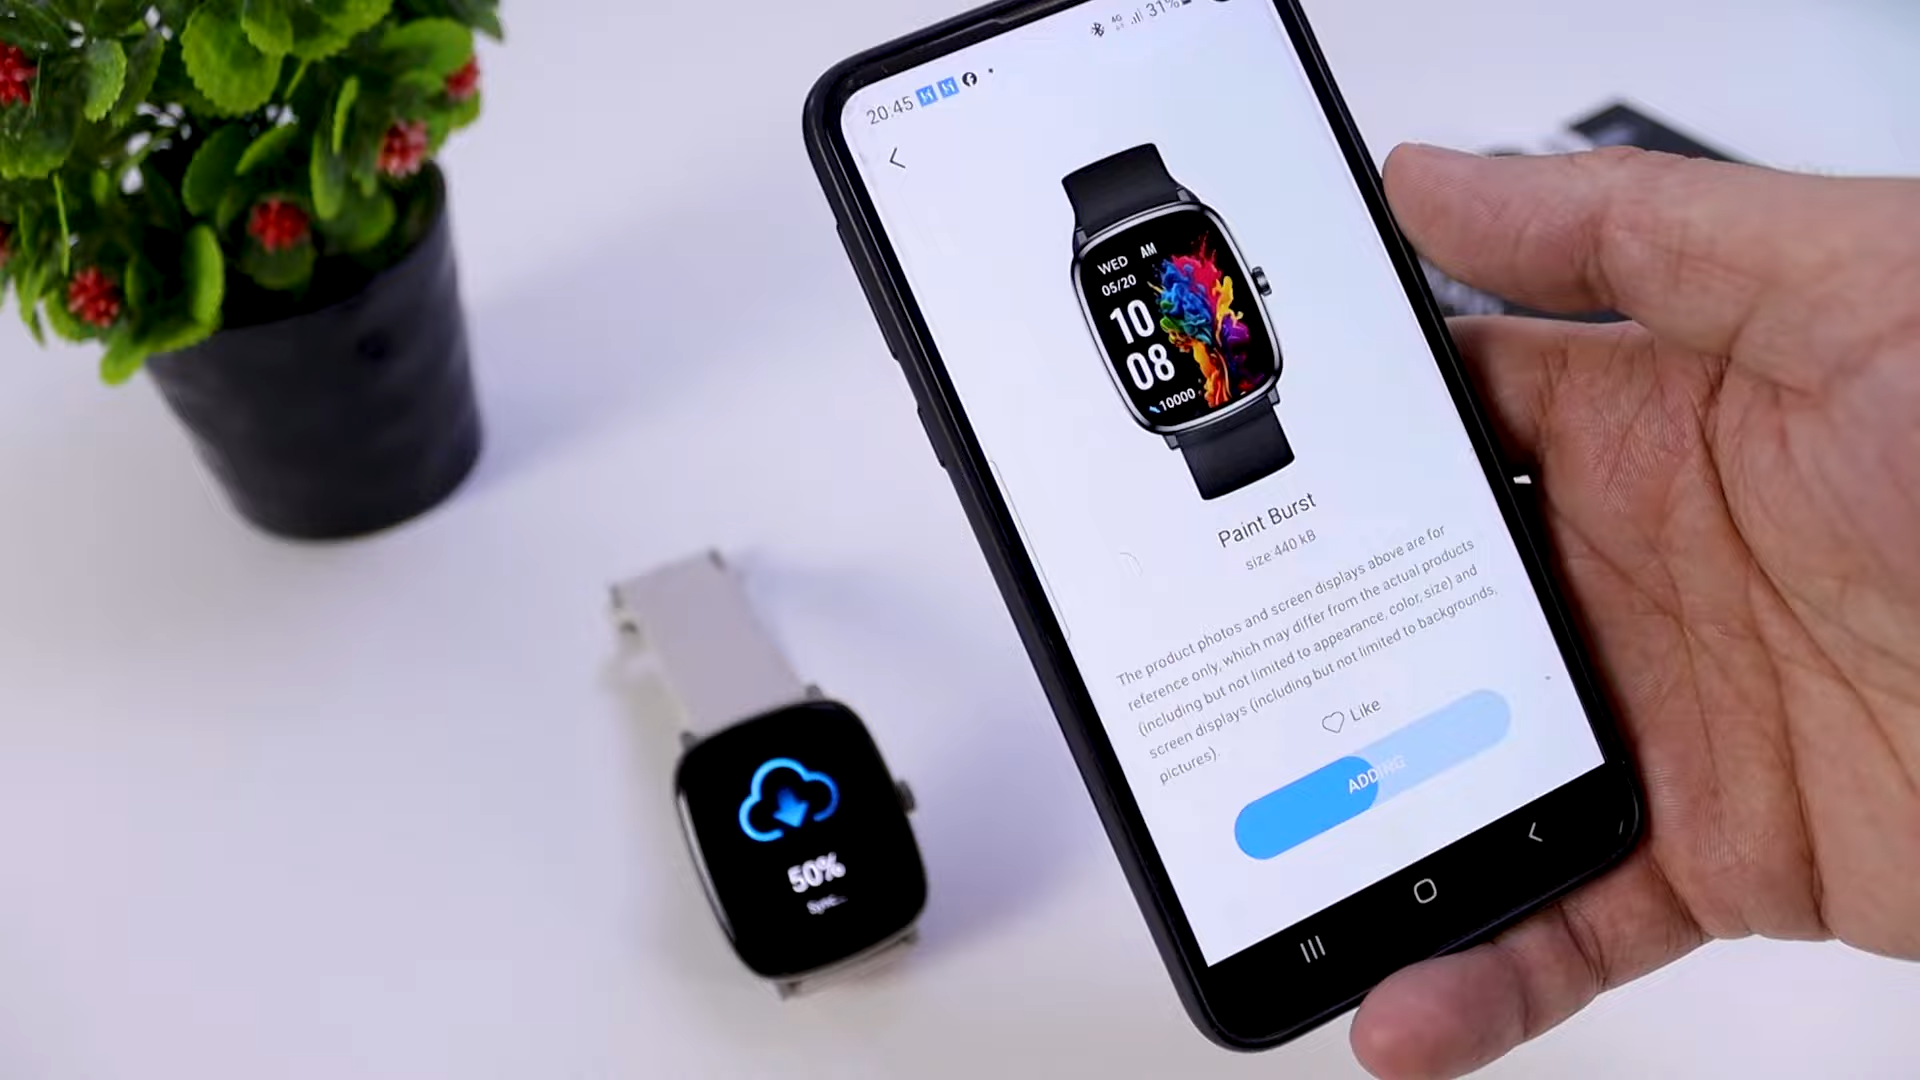 20:45
4G
31%
WED AM
05/20
10
08
10000
Paint Burst
size:440 kB
The product photos and screen displays above are for
reference only, which may differ from the actual products
(including but not limited to appearance, color, size) and
screen displays (including but not limited to backgrounds,
pictures).
Like
ADDING
50%
Sync...